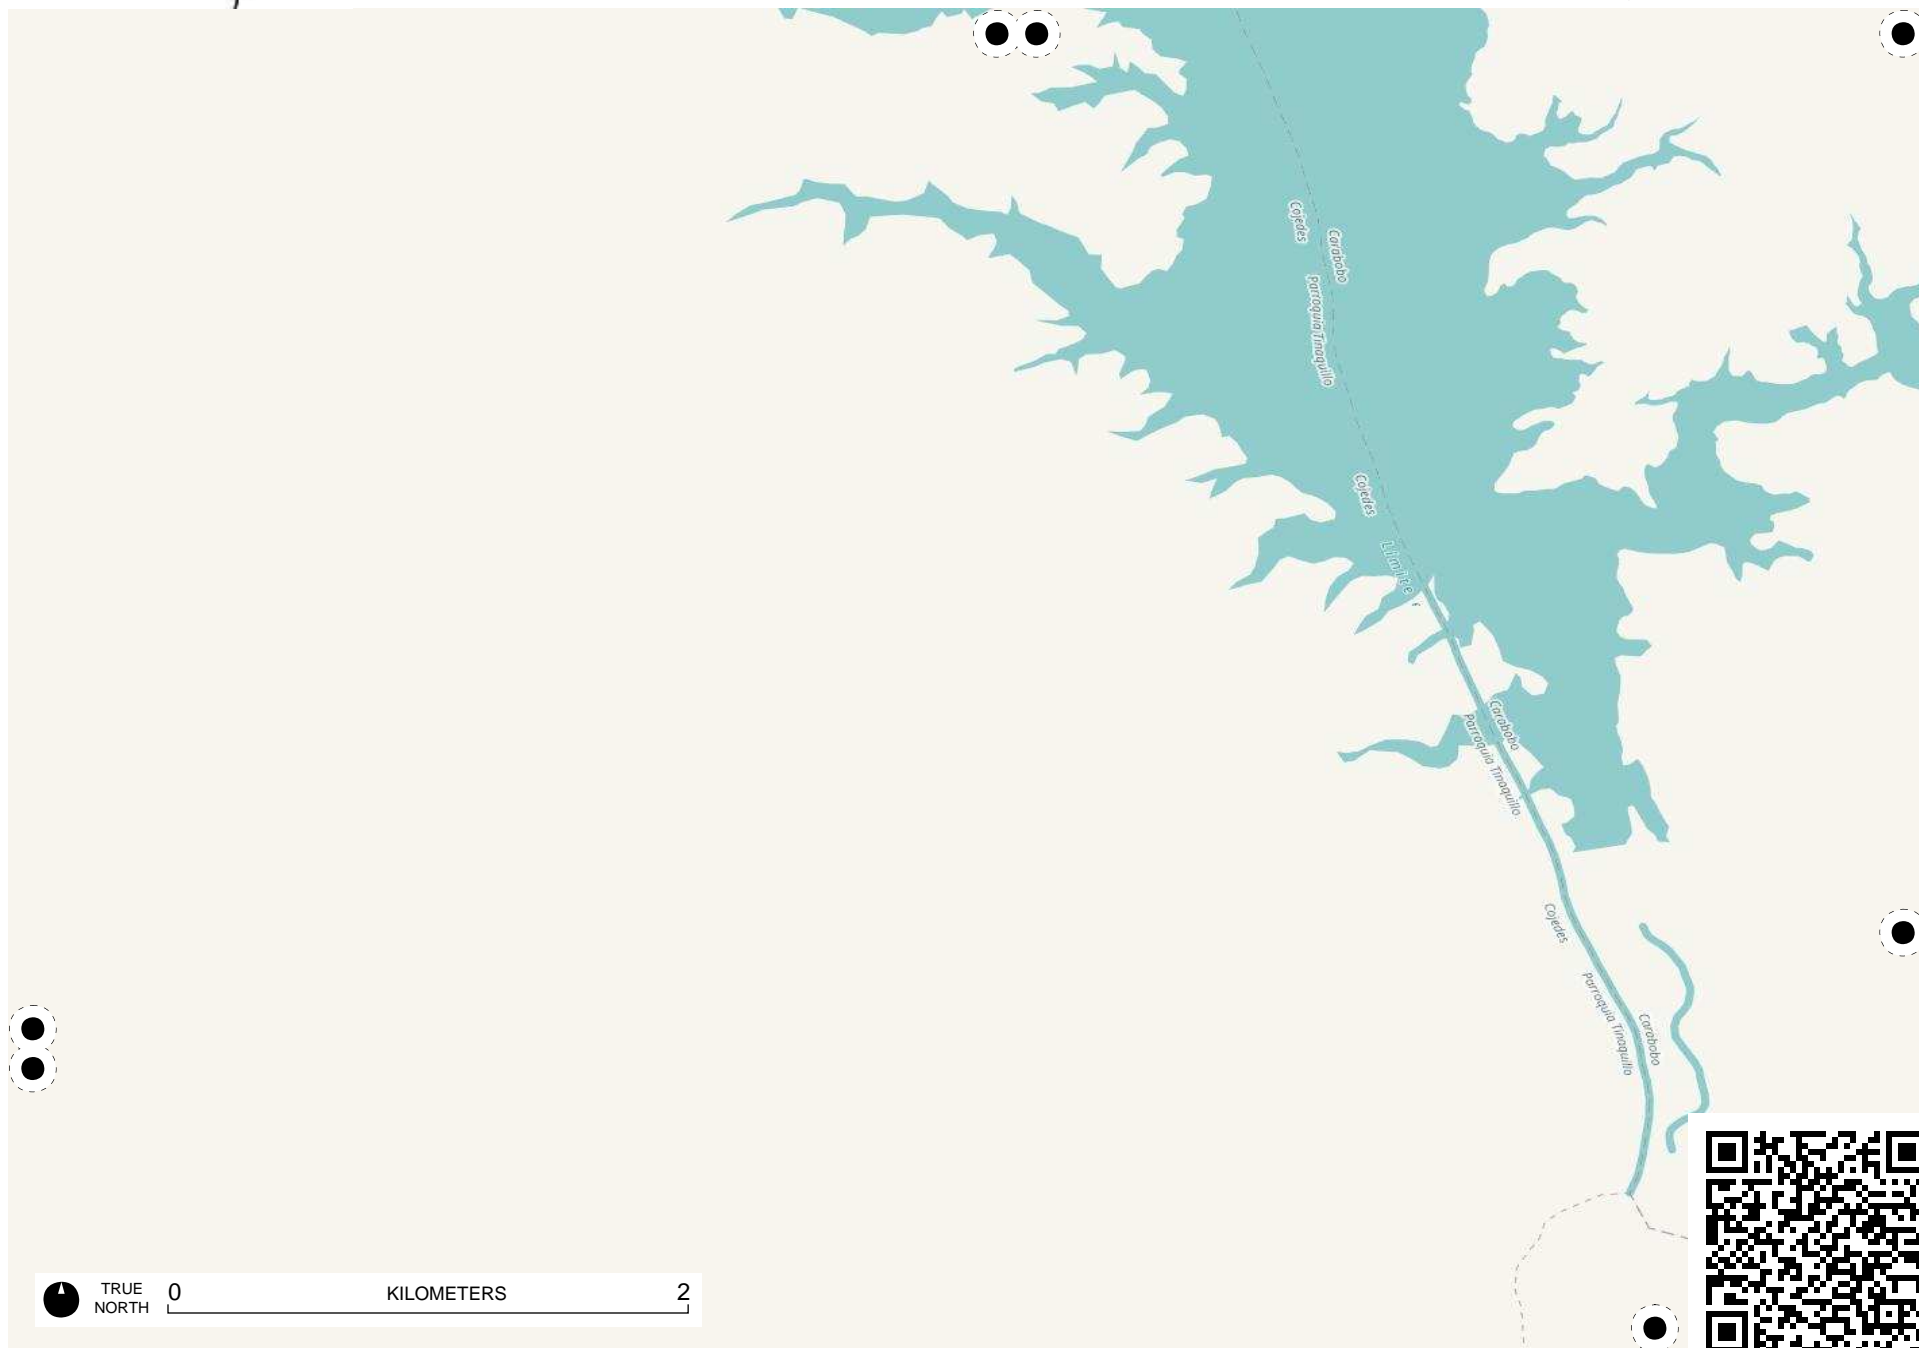 Cojedes
Carabobo
Parroquia Tinaquillo
Cojedes
Límite
Carabobo
Parroquia Tinaquillo
Cojedes
Parroquia Tinaquillo
Carabobo
TRUE NORTH
0 KILOMETERS 2